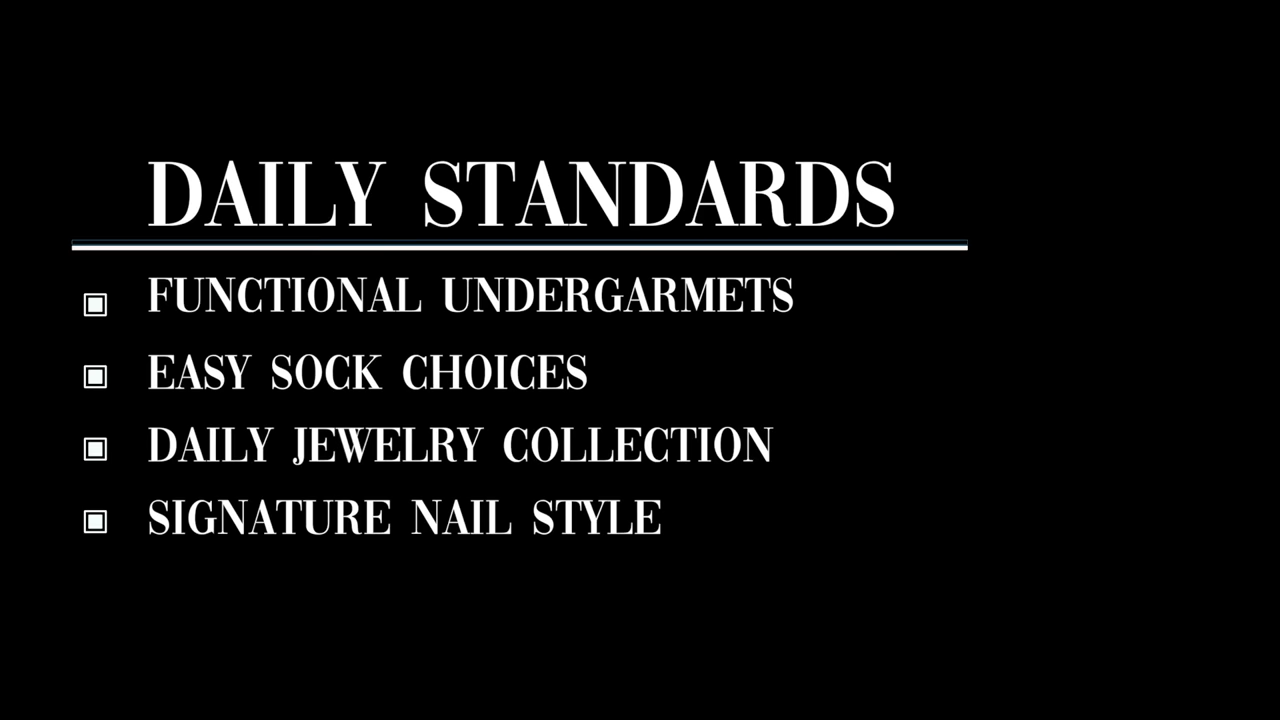 DAILY STANDARDS
▣ FUNCTIONAL UNDERGARMETS
▣ EASY SOCK CHOICES
▣ DAILY JEWELRY COLLECTION
▣ SIGNATURE NAIL STYLE